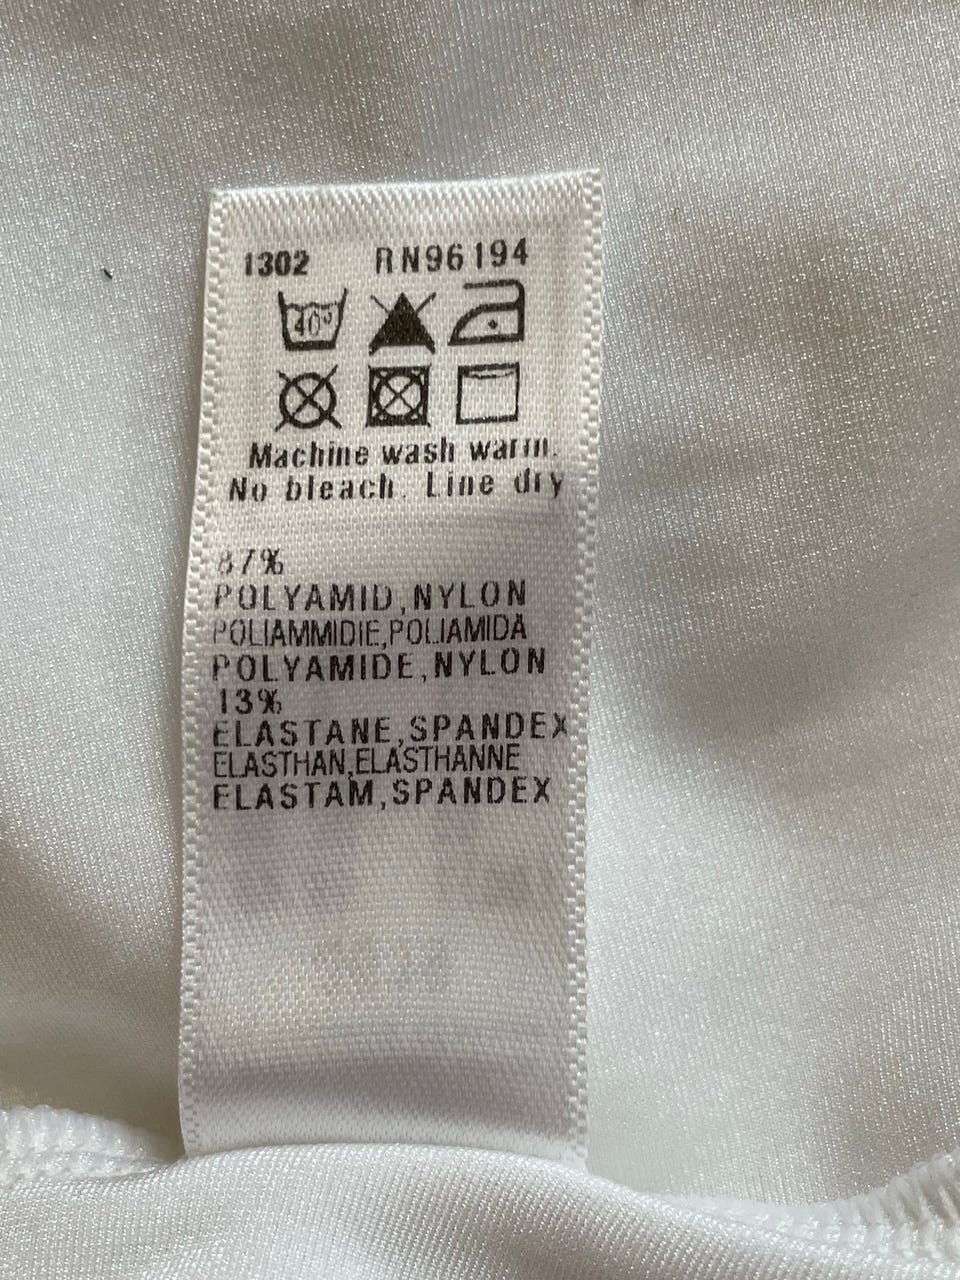 1302 RN96194
40°
Machine wash warm.
No bleach. Line dry
87%
POLYAMID,NYLON
POLIAMMIDIE,POLIAMIDA
POLYAMIDE,NYLON
13%
ELASTANE,SPANDEX
ELASTHAN,ELASTHANNE
ELASTAM,SPANDEX